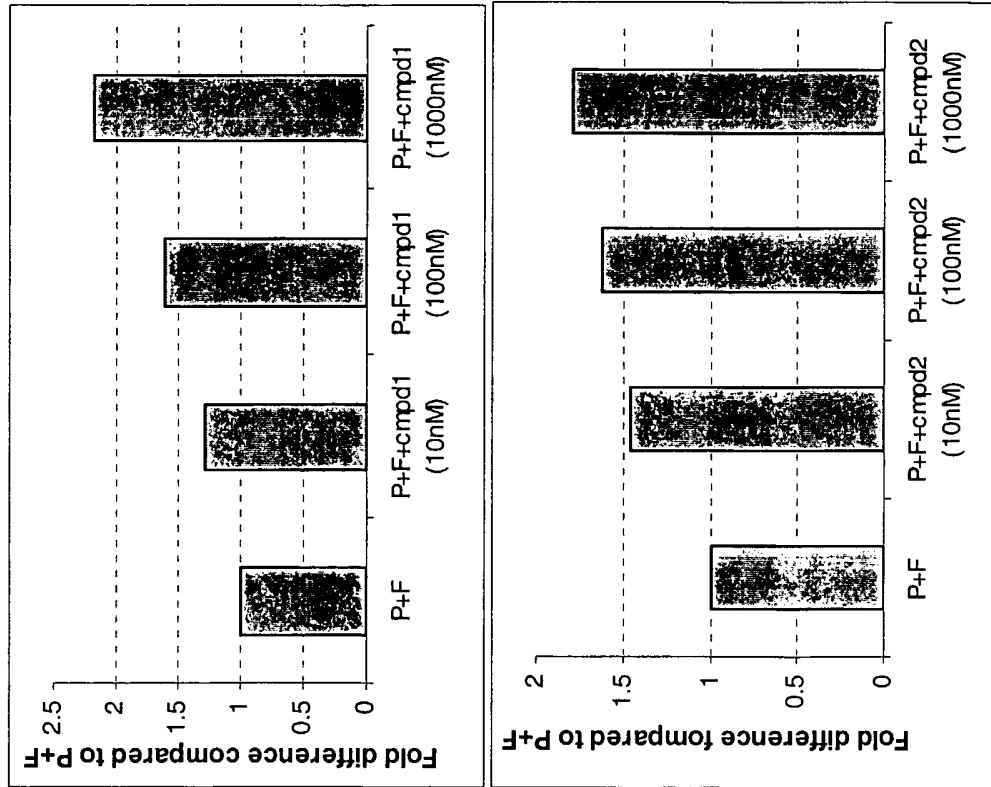 Fold difference compared to P+F
2.5
2
1.5
1
0.5
0
P+F
P+F+cmpd1
(10nM)
P+F+cmpd1
(100nM)
P+F+cmpd1
(1000nM)
Fold difference fompared to P+F
2
1.5
1
0.5
0
P+F
P+F+cmpd2
(10nM)
P+F+cmpd2
(100nM)
P+F+cmpd2
(1000nM)